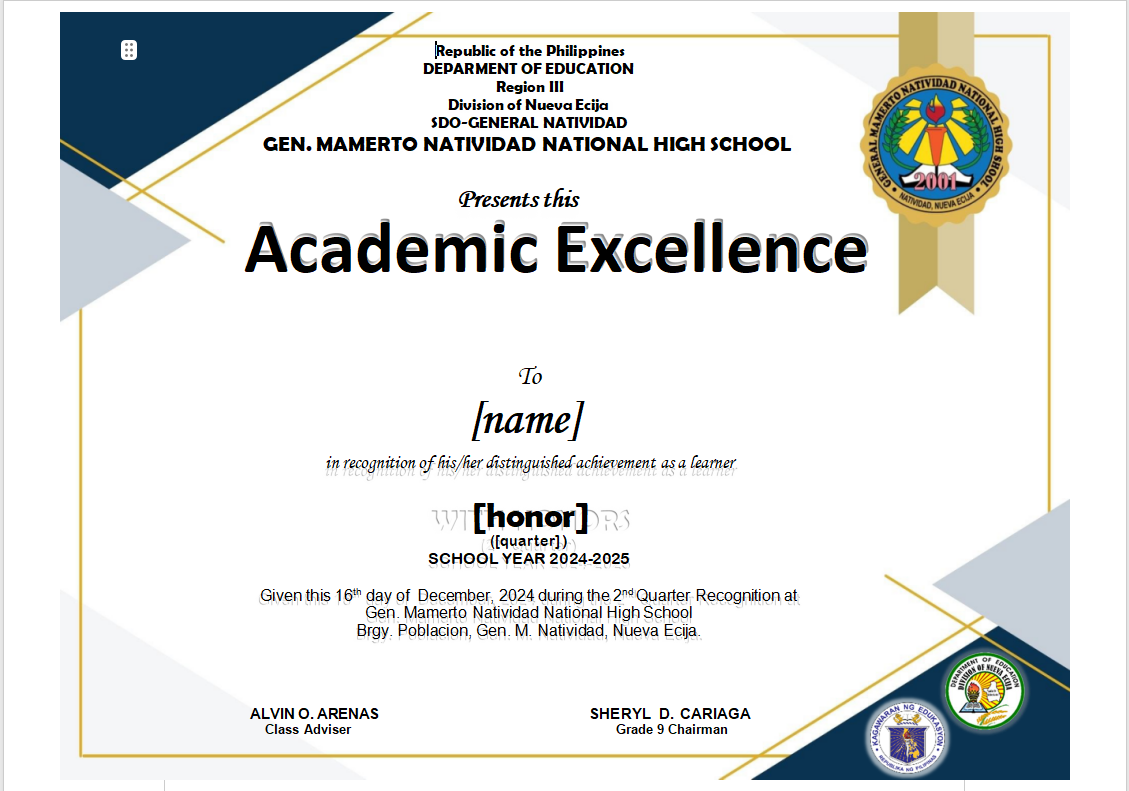 Republic of the Philippines
DEPARMENT OF EDUCATION
Region III
Division of Nueva Ecija
SDO-GENERAL NATIVIDAD
GEN. MAMERTO NATIVIDAD NATIONAL HIGH SCHOOL
GENERAL MAMERTO NATIVIDAD NATIONAL HIGH SHOOL
2001
NATIVIDAD, NUEVA ECIJA
Presents this
Academic Excellence
To
[name]
in recognition of his/her distinguished achievement as a learner
[honor]
([quarter])
SCHOOL YEAR 2024-2025
Given this 16th day of December, 2024 during the 2nd Quarter Recognition at
Gen. Mamerto Natividad National High School
Brgy. Poblacion, Gen. M. Natividad, Nueva Ecija.
ALVIN O. ARENAS
Class Adviser
SHERYL D. CARIAGA
Grade 9 Chairman
DEPARTMENT OF EDUCATION
DIVISION OF NUEVA ECIJA
KAGAWARAN NG EDUKASYON
REPUBLIKA NG PILIPINAS